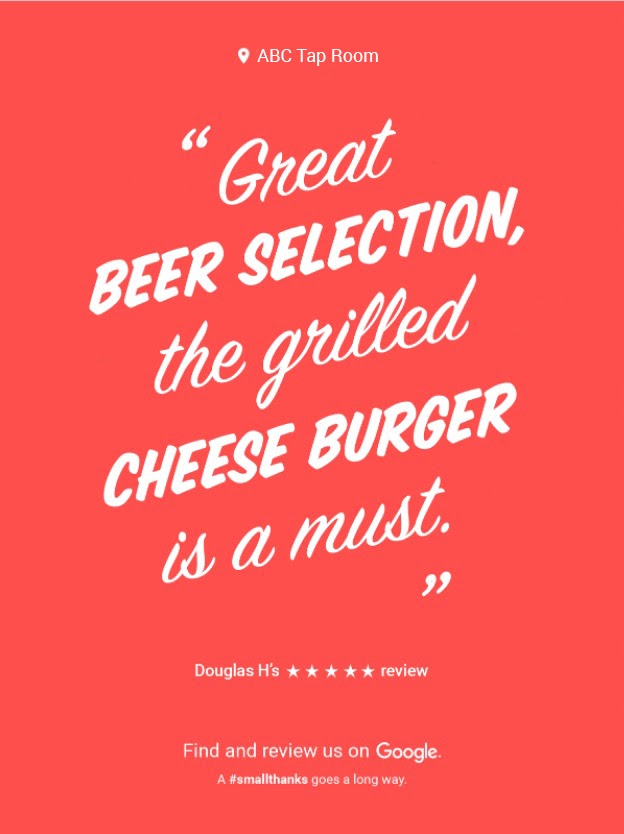 ABC Tap Room
“ Great
BEER SELECTION,
the grilled
CHEESE BURGER
is a must.
”
Douglas H’s ★ ★ ★ ★ ★ review
Find and review us on Google.
A #smallthanks goes a long way.